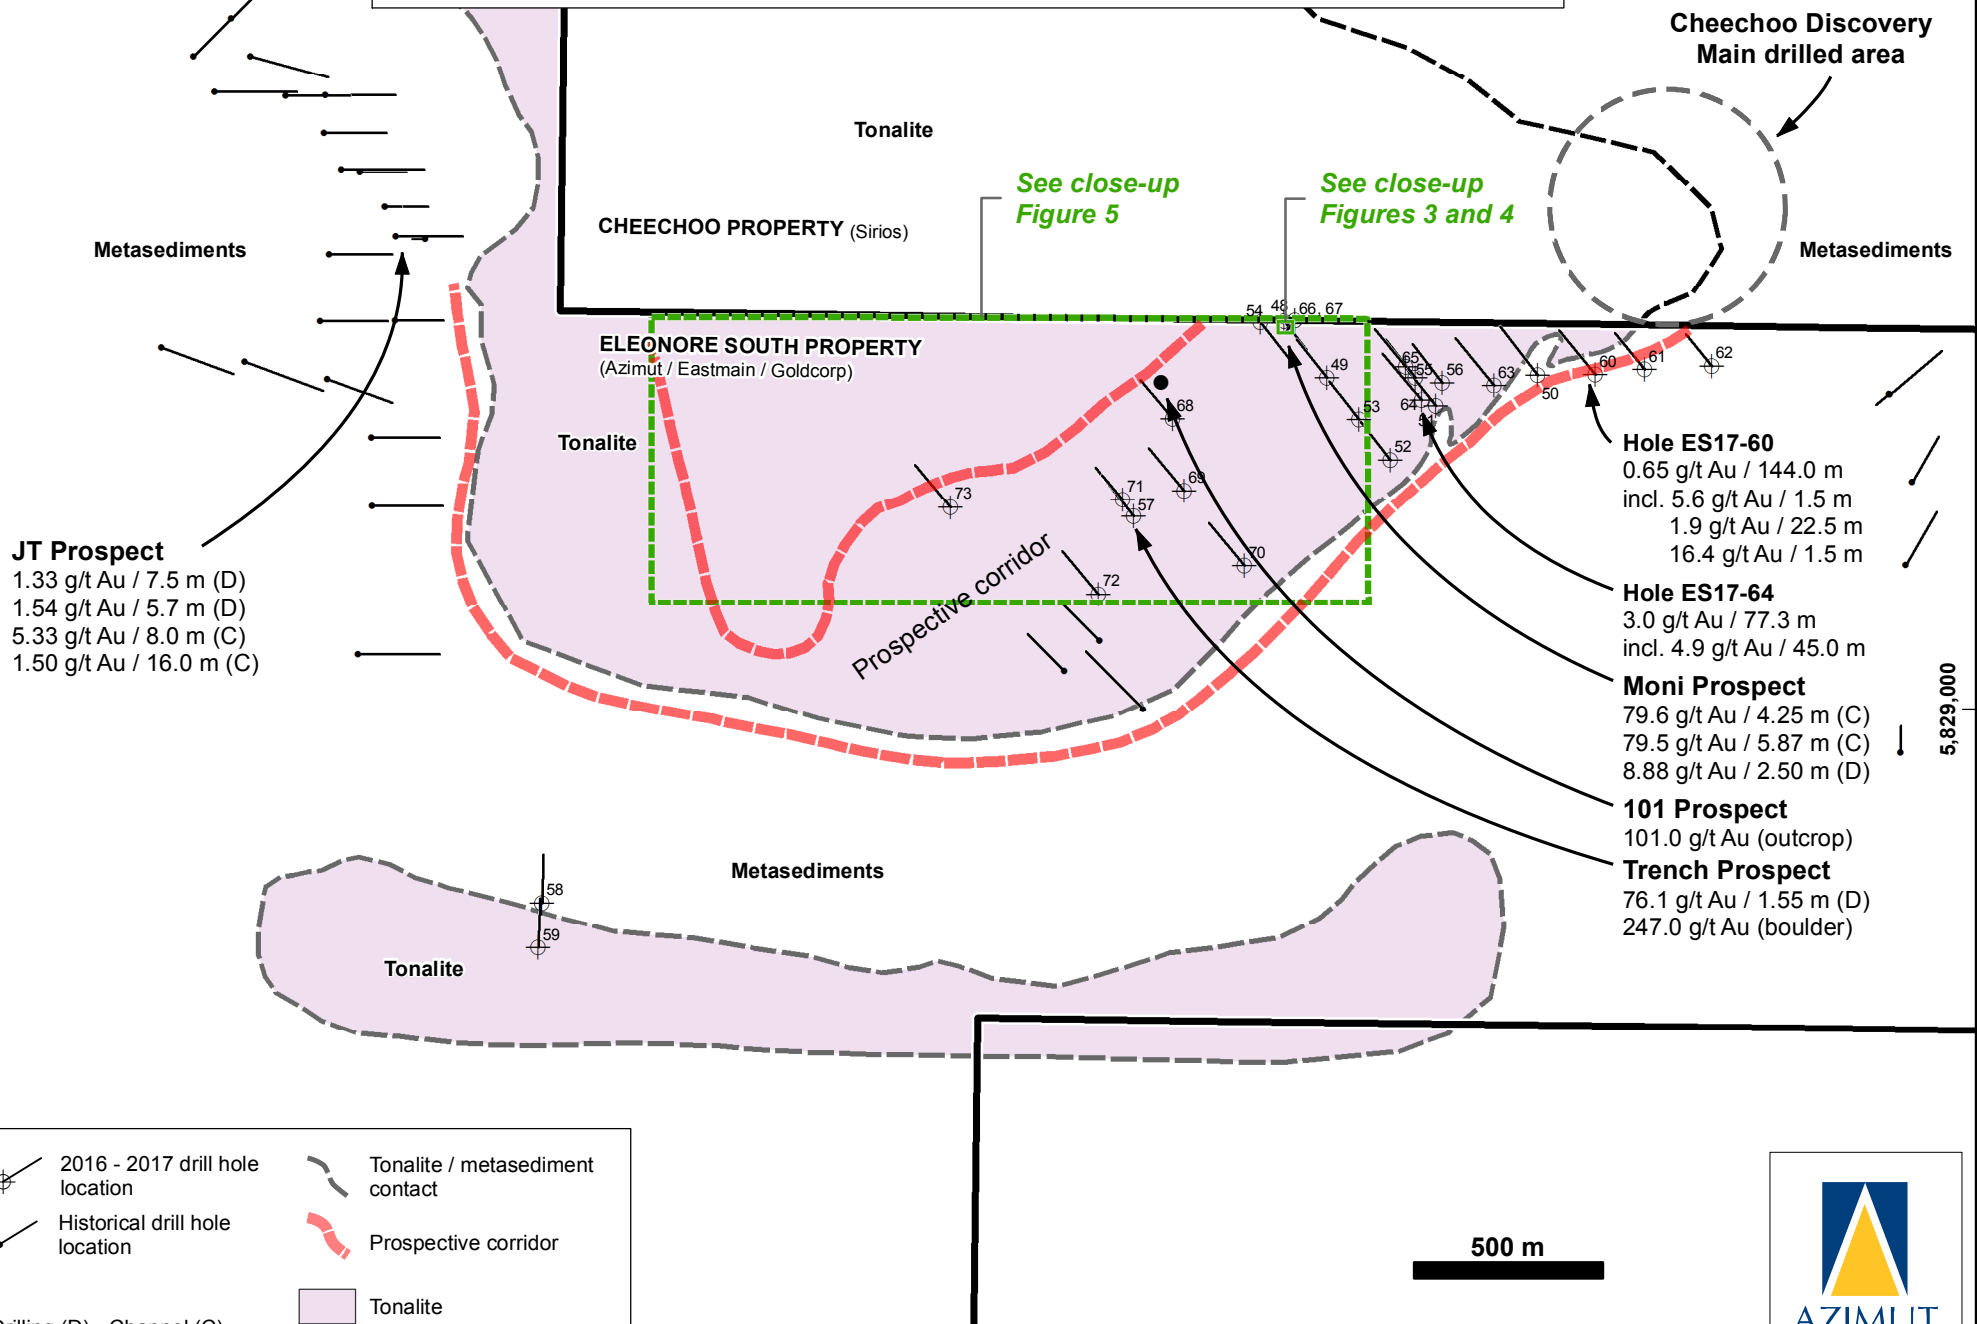 Cheechoo Discovery
Main drilled area
Tonalite
See close-up
Figure 5
See close-up
Figures 3 and 4
CHEECHOO PROPERTY (Sirios)
Metasediments
Metasediments
54
48
66, 67
ELEONORE SOUTH PROPERTY
(Azimut / Eastmain / Goldcorp)
49
65
55
56
63
50
60
61
62
64
51
53
52
68
69
71
57
73
70
72
Tonalite
Prospective corridor
JT Prospect
1.33 g/t Au / 7.5 m (D)
1.54 g/t Au / 5.7 m (D)
5.33 g/t Au / 8.0 m (C)
1.50 g/t Au / 16.0 m (C)
Hole ES17-60
0.65 g/t Au / 144.0 m
incl. 5.6 g/t Au / 1.5 m
1.9 g/t Au / 22.5 m
16.4 g/t Au / 1.5 m
Hole ES17-64
3.0 g/t Au / 77.3 m
incl. 4.9 g/t Au / 45.0 m
Moni Prospect
79.6 g/t Au / 4.25 m (C)
79.5 g/t Au / 5.87 m (C)
8.88 g/t Au / 2.50 m (D)
5,829,000
101 Prospect
101.0 g/t Au (outcrop)
Trench Prospect
76.1 g/t Au / 1.55 m (D)
247.0 g/t Au (boulder)
Metasediments
58
59
Tonalite
2016 - 2017 drill hole
location
Historical drill hole
location
Tonalite / metasediment
contact
Prospective corridor
Tonalite
Drilling (D) - Channel (C)
500 m
AZIMUT